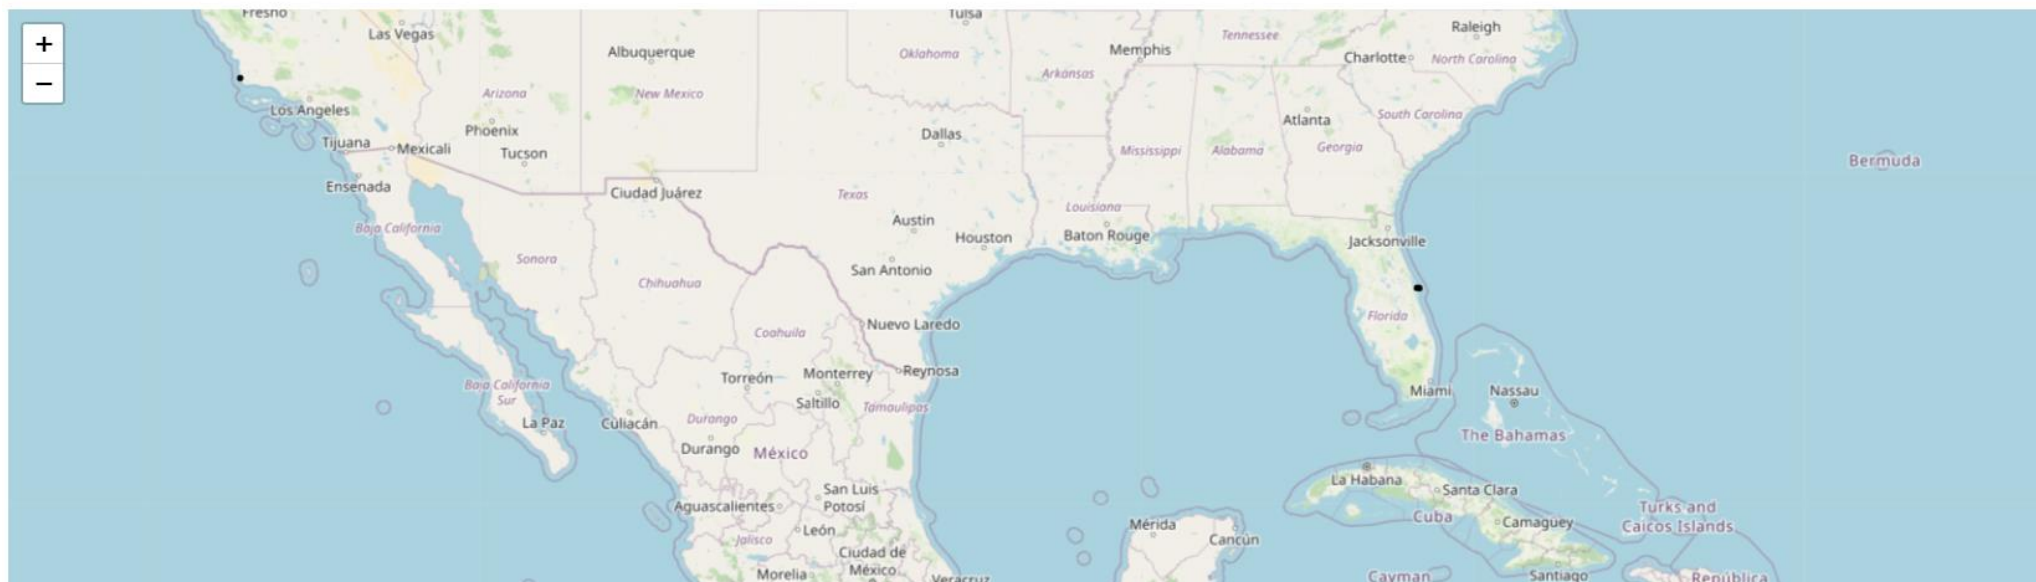 +
−
Fresno
Las Vegas
Albuquerque
Tulsa
Oklahoma
Memphis
Tennessee
Raleigh
Charlotte
North Carolina
Arkansas
Los Angeles
Arizona
New Mexico
Phoenix
Tucson
Dallas
Atlanta
South Carolina
Tijuana
Mexicali
Mississippi
Alabama
Georgia
Bermuda
Ensenada
Ciudad Juárez
Texas
Louisiana
Baja California
Austin
Houston
Baton Rouge
Jacksonville
Sonora
Chihuahua
San Antonio
Florida
Nuevo Laredo
Coahuila
Torreón
Monterrey
Reynosa
Miami
Nassau
Baja California
Sur
Saltillo
Tamaulipas
La Paz
Culiacán
Durango
Durango
México
The Bahamas
La Habana
Santa Clara
Aguascalientes
San Luis
Potosí
Turks and
Caicos Islands
León
Mérida
Cancún
Cuba
Camagüey
Jalisco
Ciudad de
México
Morelia
Veracruz
Cayman
Santiago
República